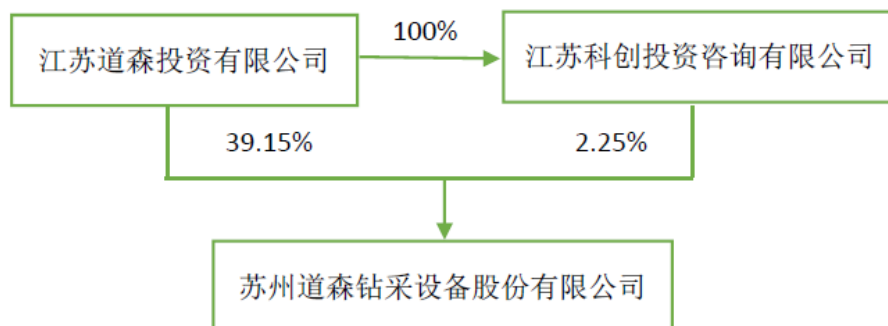 江苏道森投资有限公司
100%
江苏科创投资咨询有限公司
39.15%
2.25%
苏州道森钻采设备股份有限公司